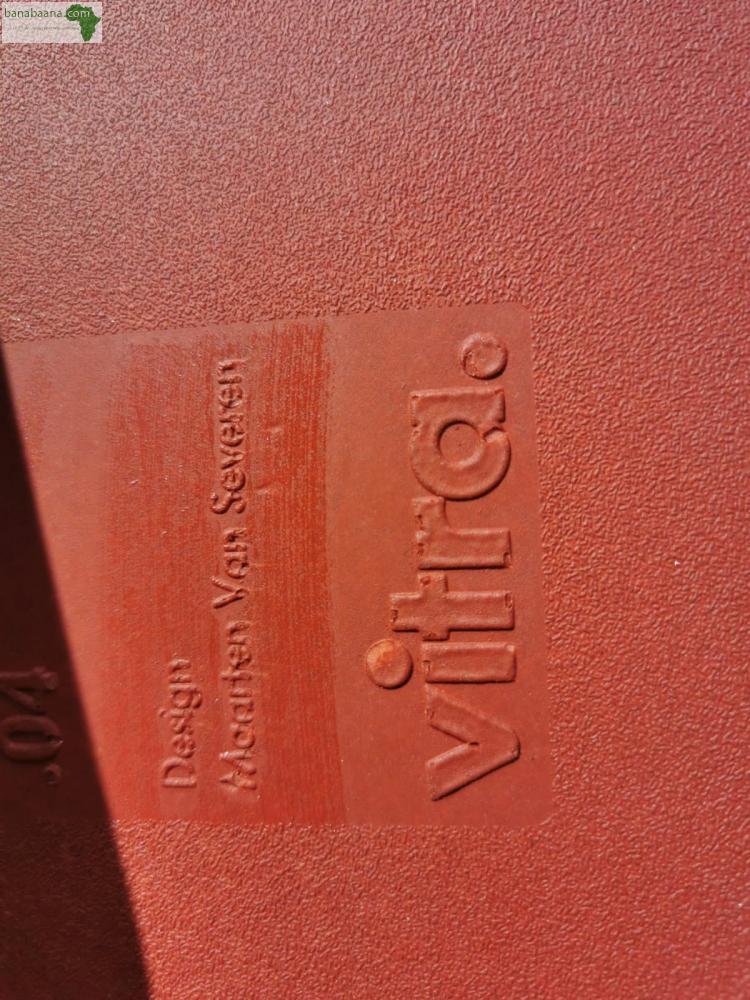 banabaana.com
.04
Design
Maarten Van Severen
vitra.